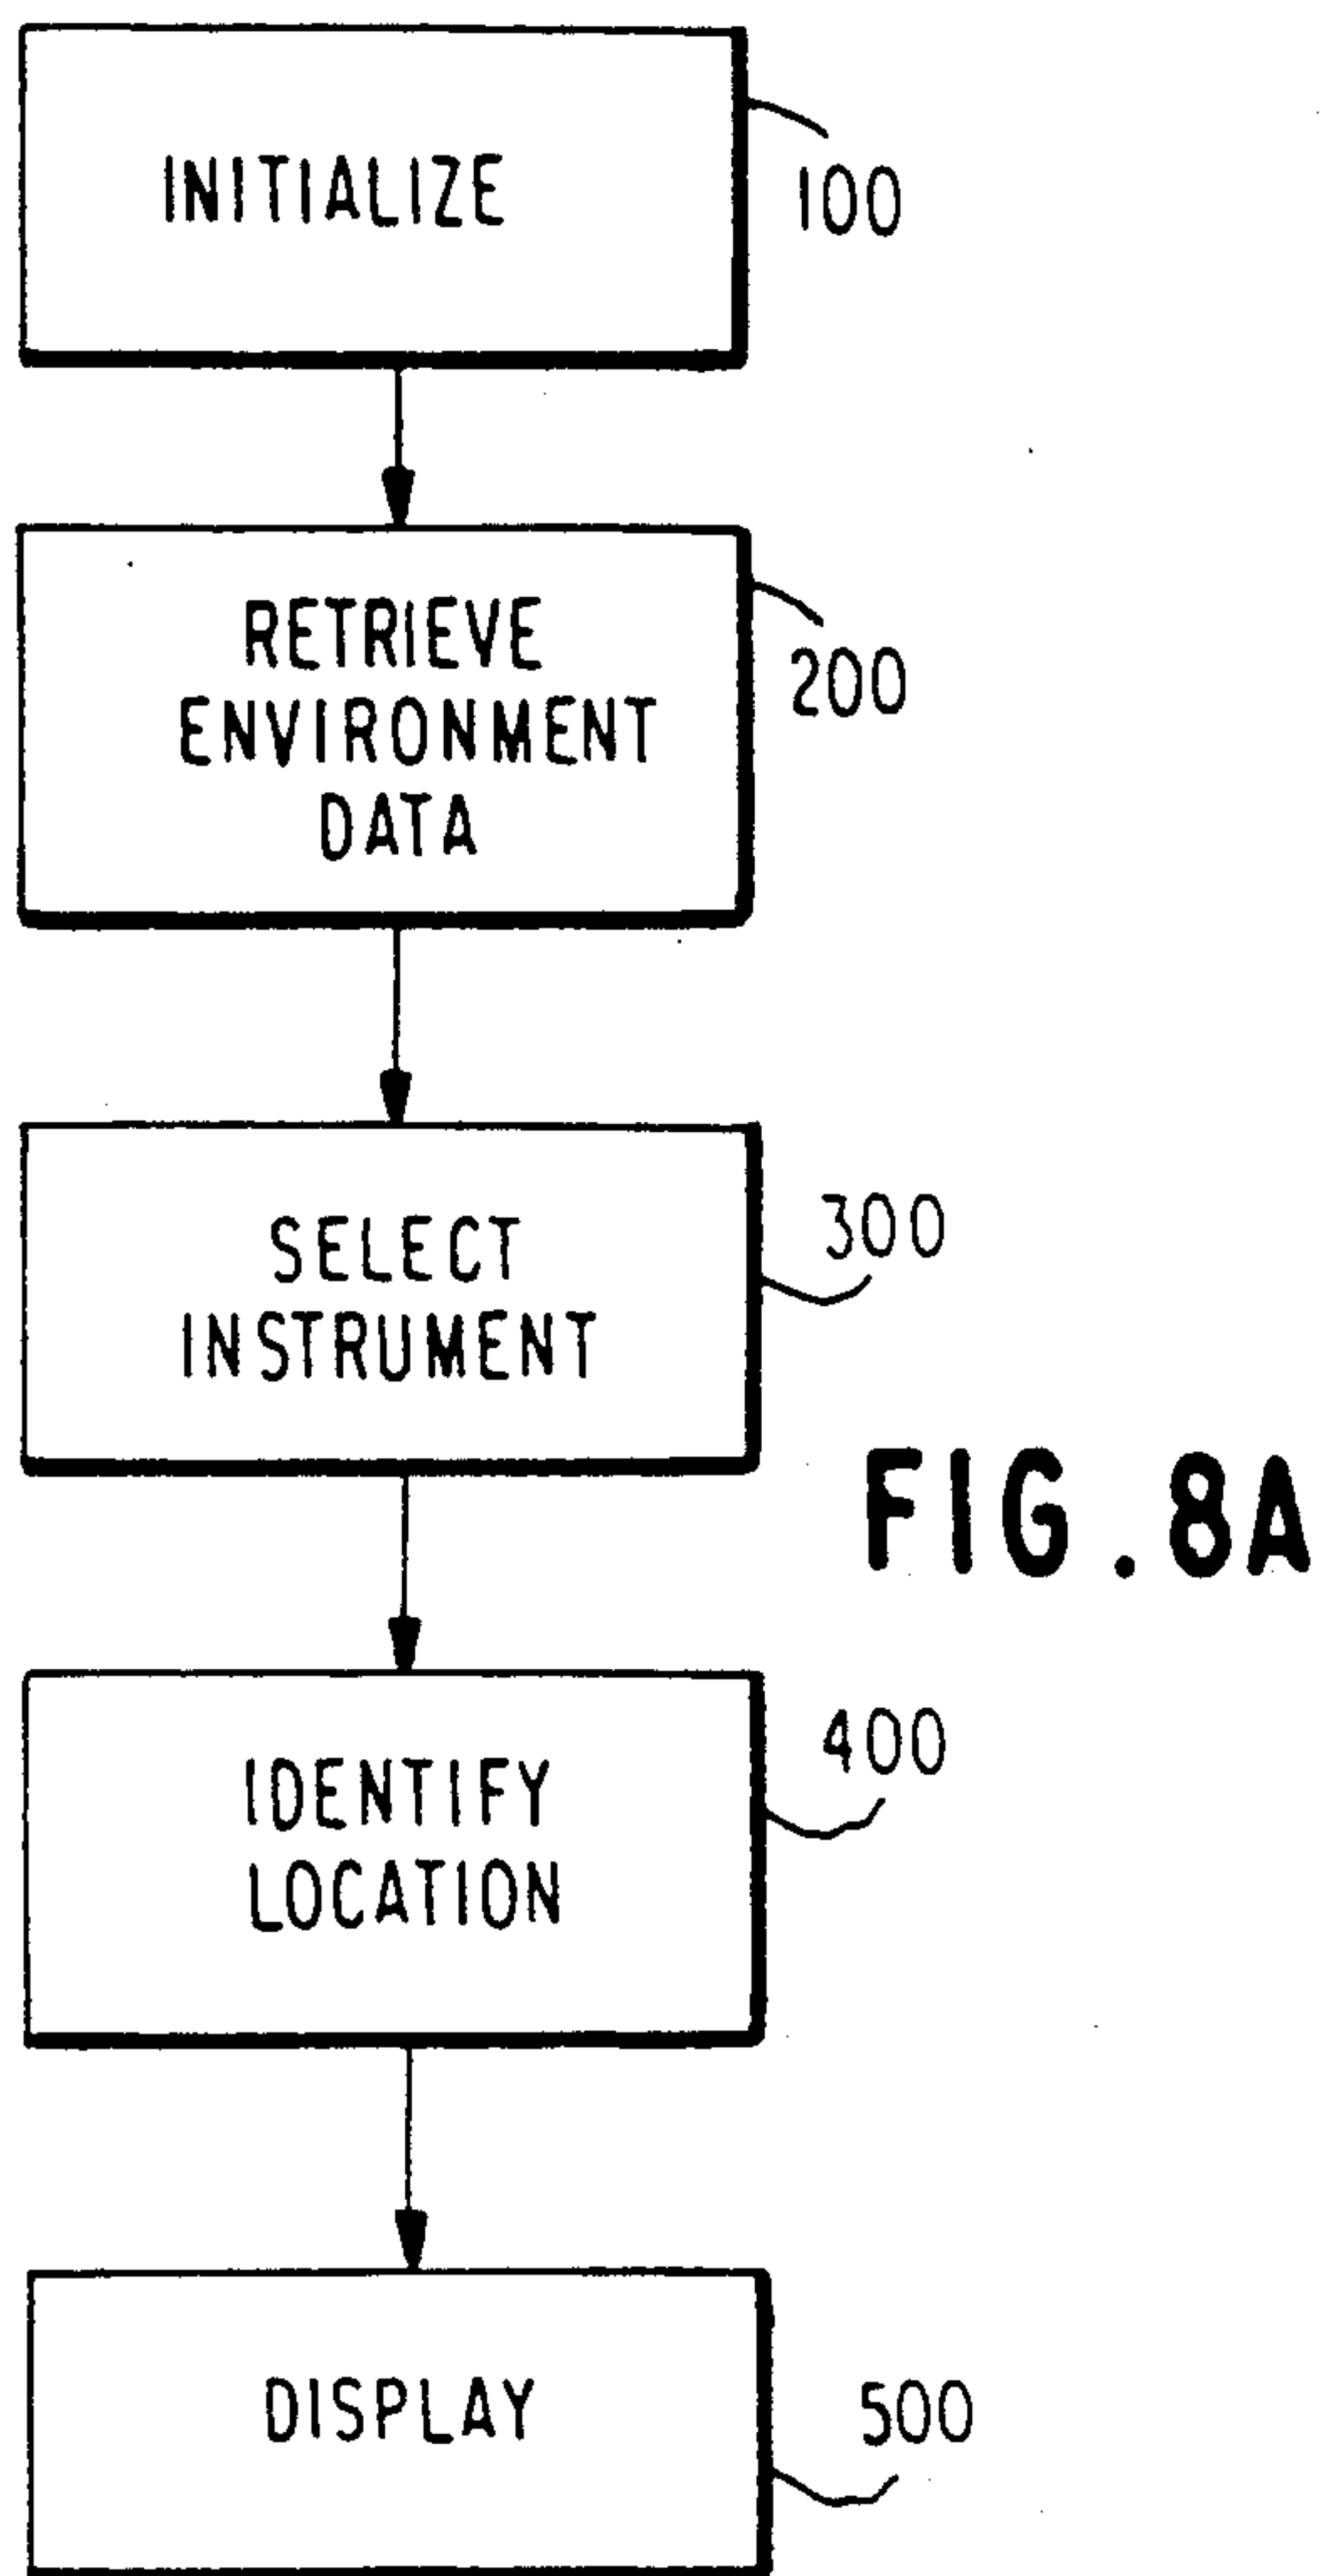 INITIALIZE
100
RETRIEVE
ENVIRONMENT
DATA
200
SELECT
INSTRUMENT
300
FIG. 8A
IDENTIFY
LOCATION
400
DISPLAY
500